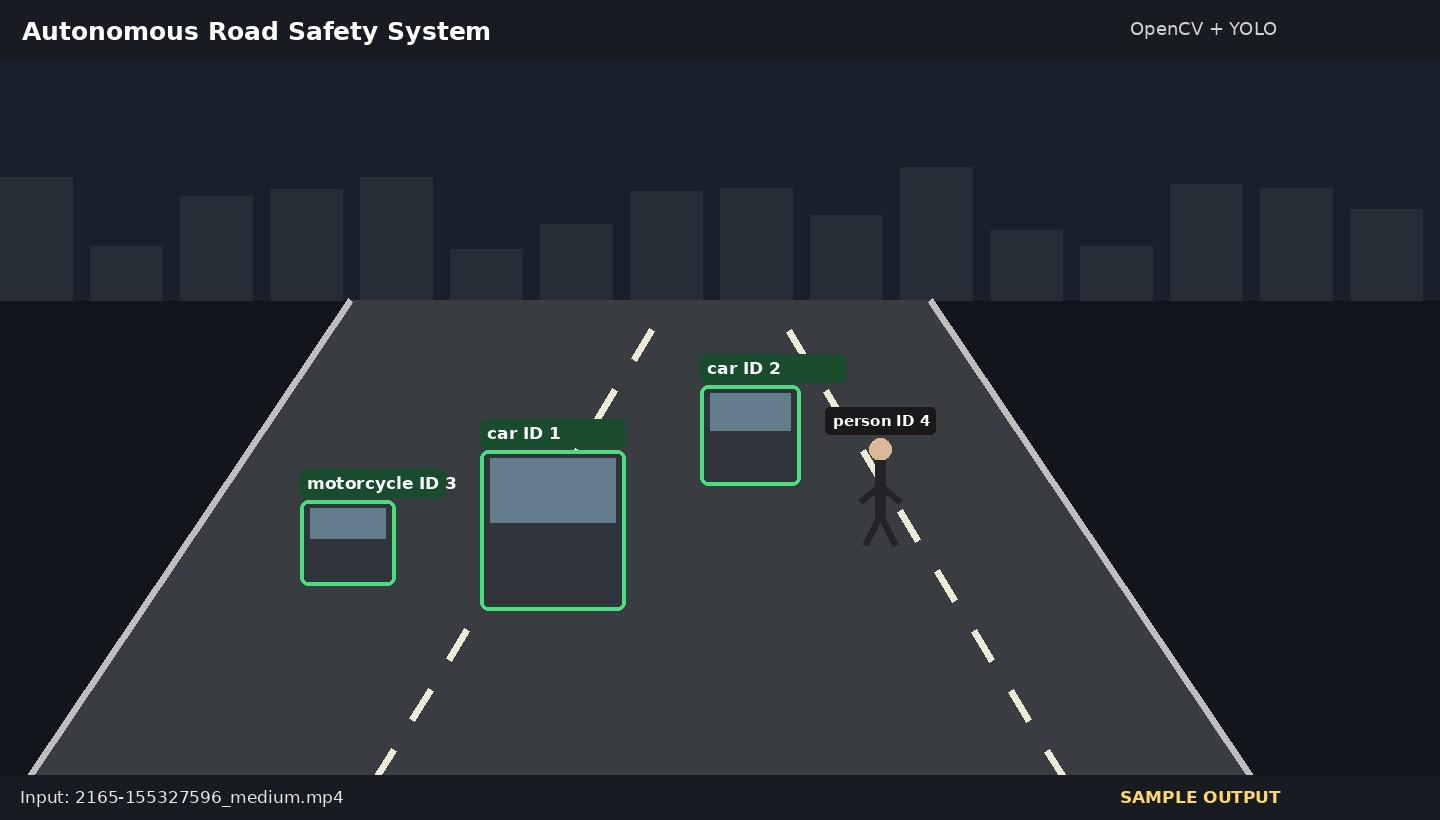 Autonomous Road Safety System
OpenCV + YOLO
car ID 2
person ID 4
car ID 1
motorcycle ID 3
Input: 2165-155327596_medium.mp4
SAMPLE OUTPUT